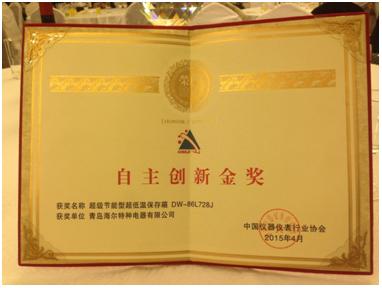 荣
自主创新金奖
获奖名称 超级节能型超低温保存箱 DW-86L728J
获奖单位 青岛海尔特种电器有限公司
中国仪器仪表行业协会
2015年4月